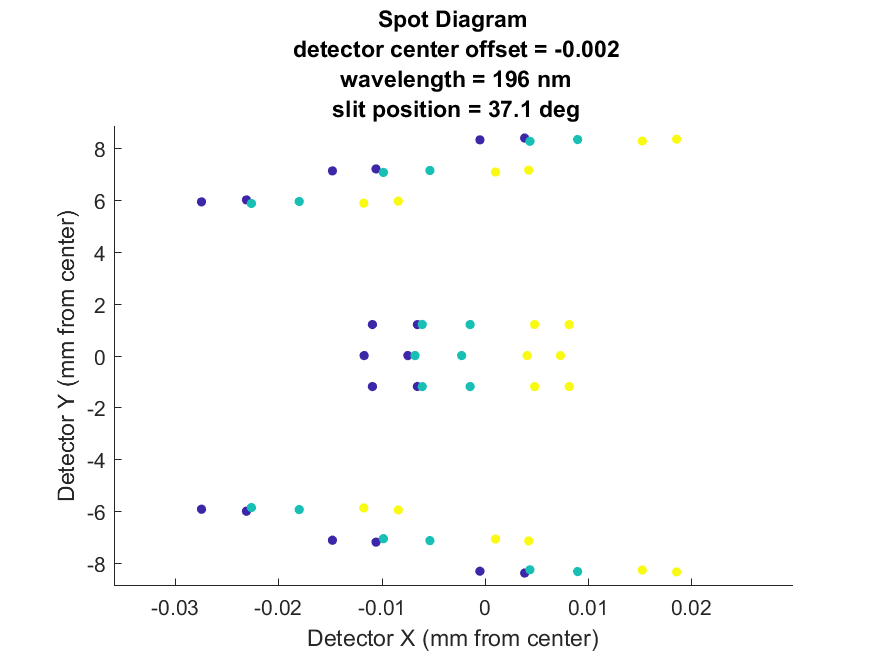 Spot Diagram
detector center offset = -0.002
wavelength = 196 nm
slit position = 37.1 deg
8
6
4
2
0
-2
-4
-6
-8
Detector Y (mm from center)
-0.03 -0.02 -0.01 0 0.01 0.02
Detector X (mm from center)